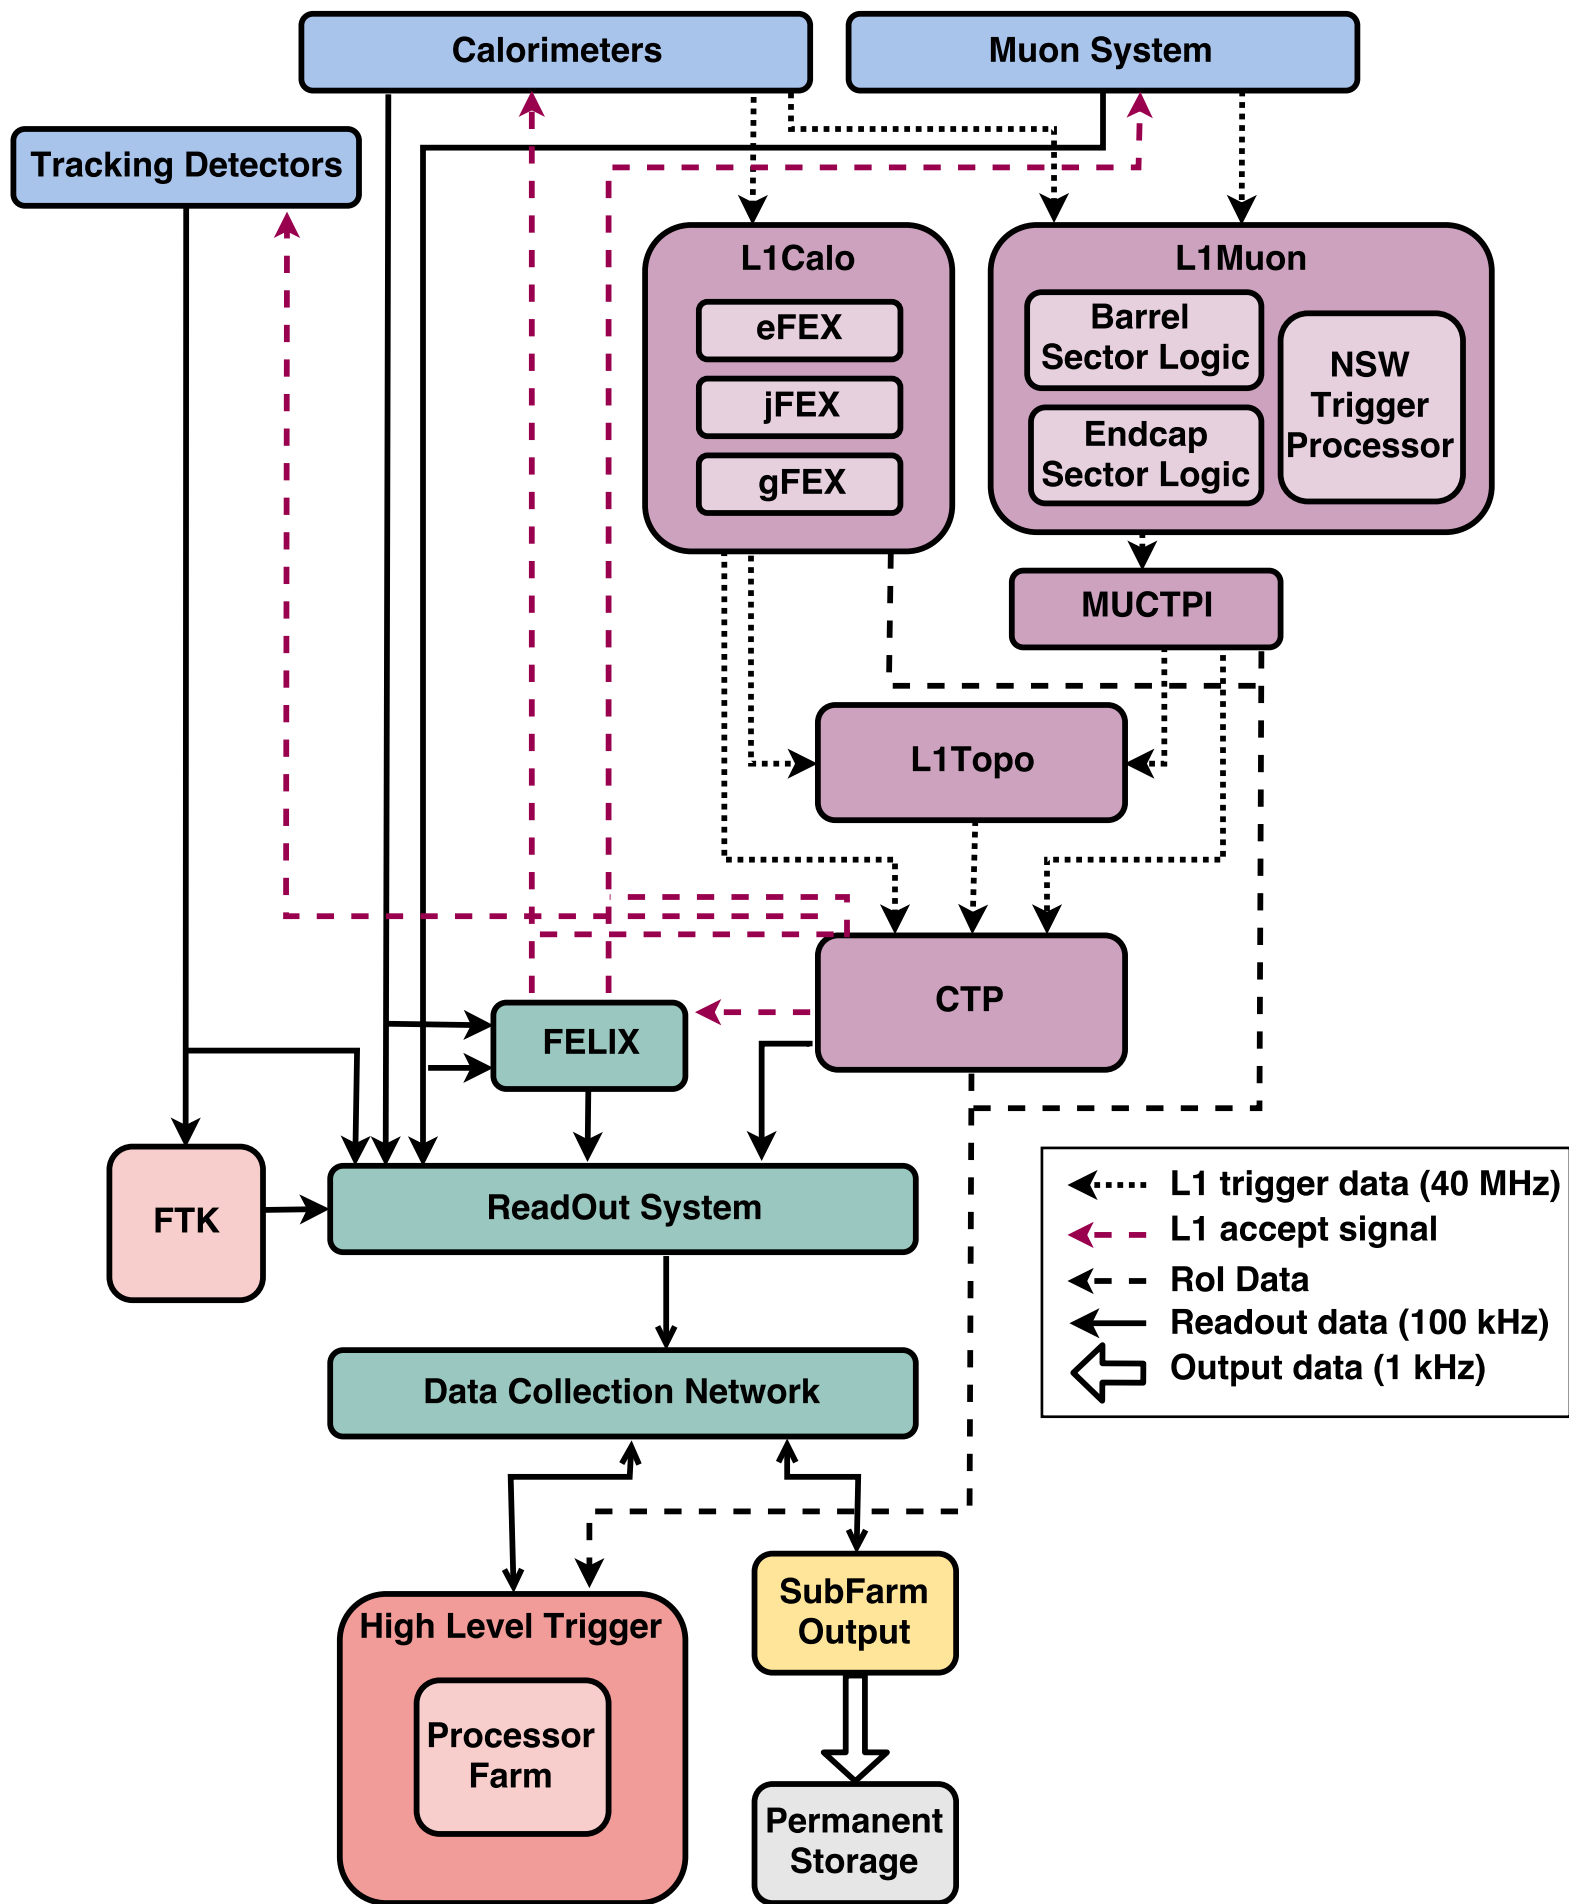 Calorimeters
Muon System
Tracking Detectors
L1Calo
eFEX
jFEX
gFEX
L1Muon
Barrel
Sector Logic
Endcap
Sector Logic
NSW
Trigger
Processor
MUCTPI
L1Topo
CTP
FELIX
FTK
ReadOut System
Data Collection Network
L1 trigger data (40 MHz)
L1 accept signal
RoI Data
Readout data (100 kHz)
Output data (1 kHz)
High Level Trigger
Processor
Farm
SubFarm
Output
Permanent
Storage